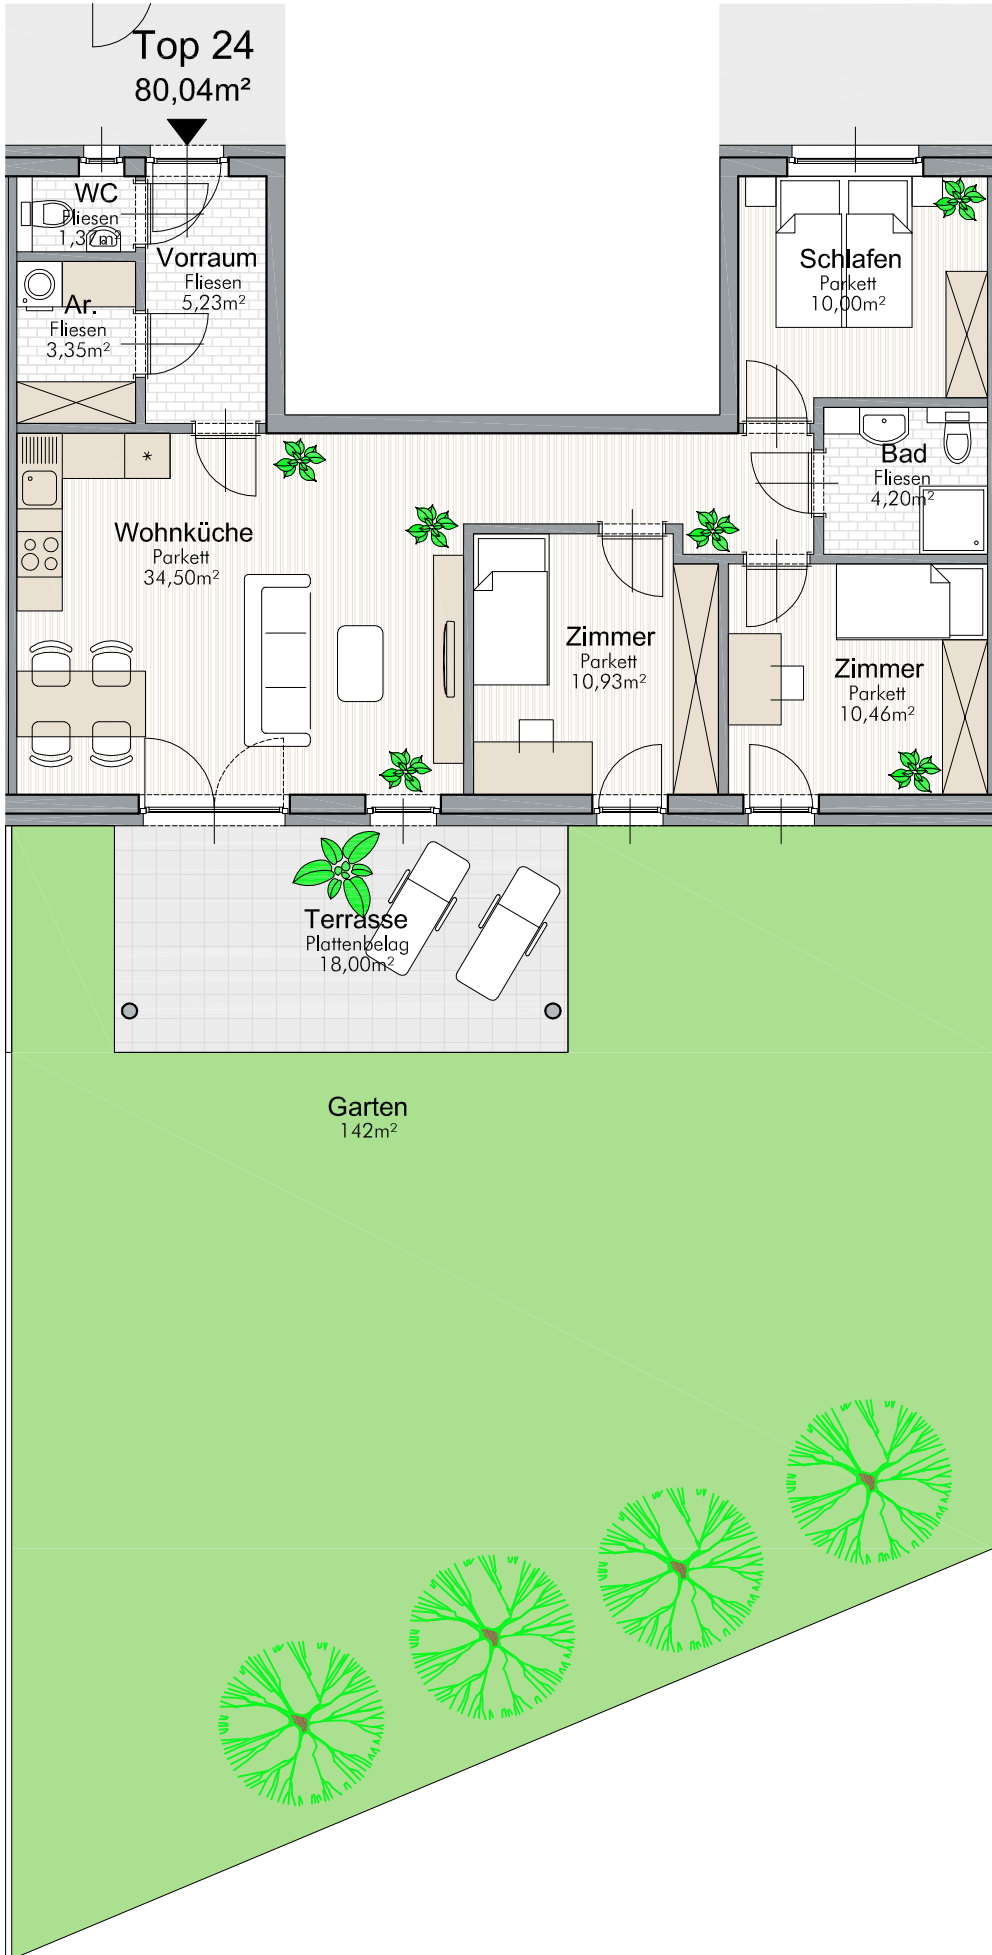 Top 24
80,04m²
WC
Fliesen
1,37m²
Vorraum
Fliesen
5,23m²
Ar.
Fliesen
3,35m²
Schlafen
Parkett
10,00m²
Bad
Fliesen
4,20m²
*
Wohnküche
Parkett
34,50m²
Zimmer
Parkett
10,93m²
Zimmer
Parkett
10,46m²
Terrasse
Plattenbelag
18,00m²
Garten
142m²